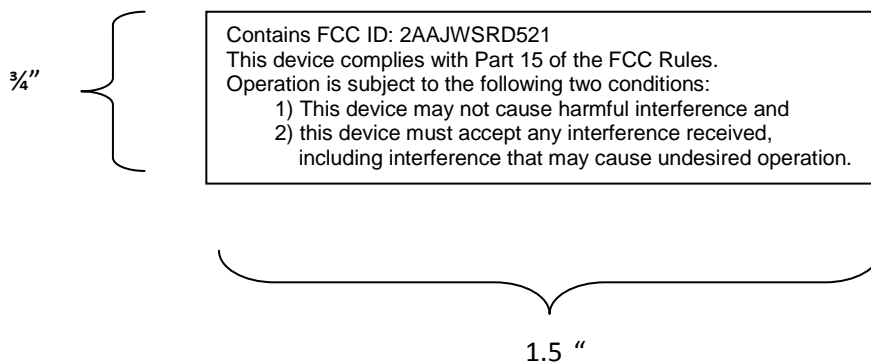 Contains FCC ID: 2AAJWSRD521
This device complies with Part 15 of the FCC Rules.
¾”
Operation is subject to the following two conditions:
1) This device may not cause harmful interference and
2) this device must accept any interference received,
including interference that may cause undesired operation.
1.5 “